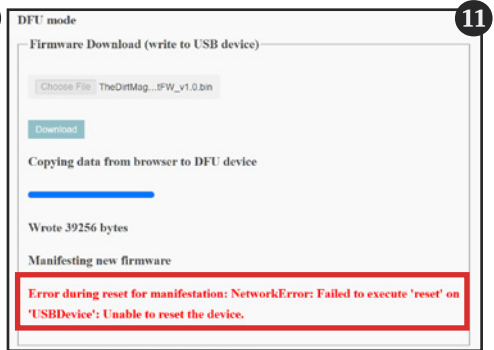 DFU mode
11
Firmware Download (write to USB device)
Choose File TheDirtMag...tFW_v1.0.bin
Download
Copying data from browser to DFU device
Wrote 39256 bytes
Manifesting new firmware
Error during reset for manifestation: NetworkError: Failed to execute 'reset' on
'USBDevice': Unable to reset the device.